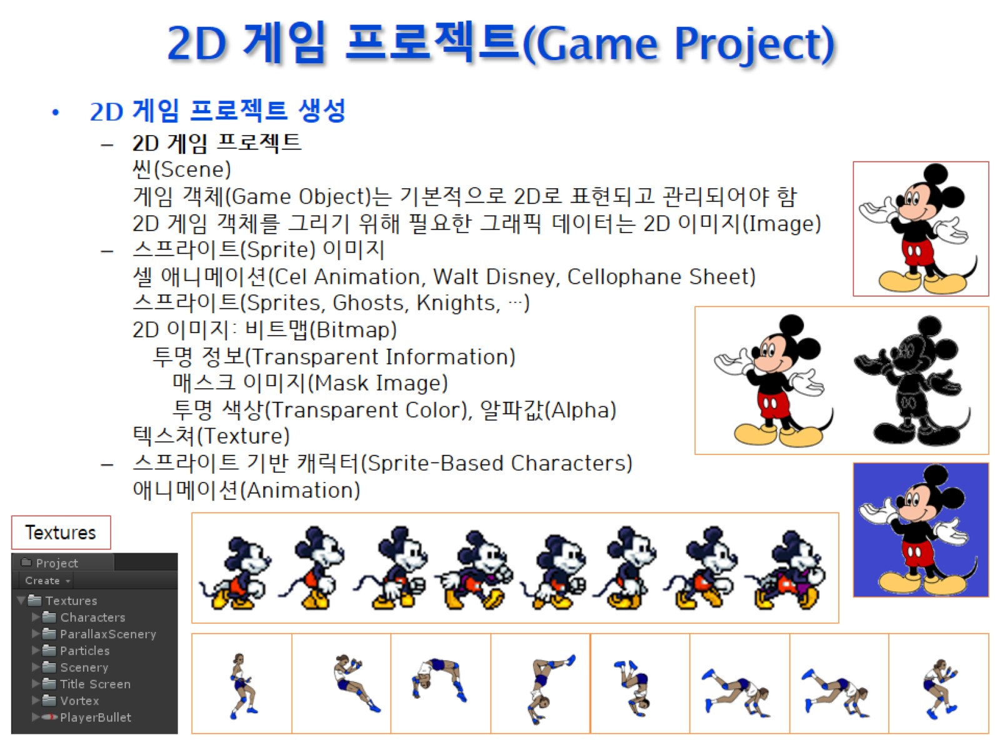 2D 게임 프로젝트(Game Project)
• 2D 게임 프로젝트 생성
– 2D 게임 프로젝트
씬(Scene)
게임 객체(Game Object)는 기본적으로 2D로 표현되고 관리되어야 함
2D 게임 객체를 그리기 위해 필요한 그래픽 데이터는 2D 이미지(Image)
– 스프라이트(Sprite) 이미지
셀 애니메이션(Cel Animation, Walt Disney, Cellophane Sheet)
스프라이트(Sprites, Ghosts, Knights, …)
2D 이미지: 비트맵(Bitmap)
투명 정보(Transparent Information)
매스크 이미지(Mask Image)
투명 색상(Transparent Color), 알파값(Alpha)
텍스쳐(Texture)
– 스프라이트 기반 캐릭터(Sprite-Based Characters)
애니메이션(Animation)
Textures
Project
Create
Textures
Characters
ParallaxScenery
Particles
Scenery
Title Screen
Vortex
PlayerBullet